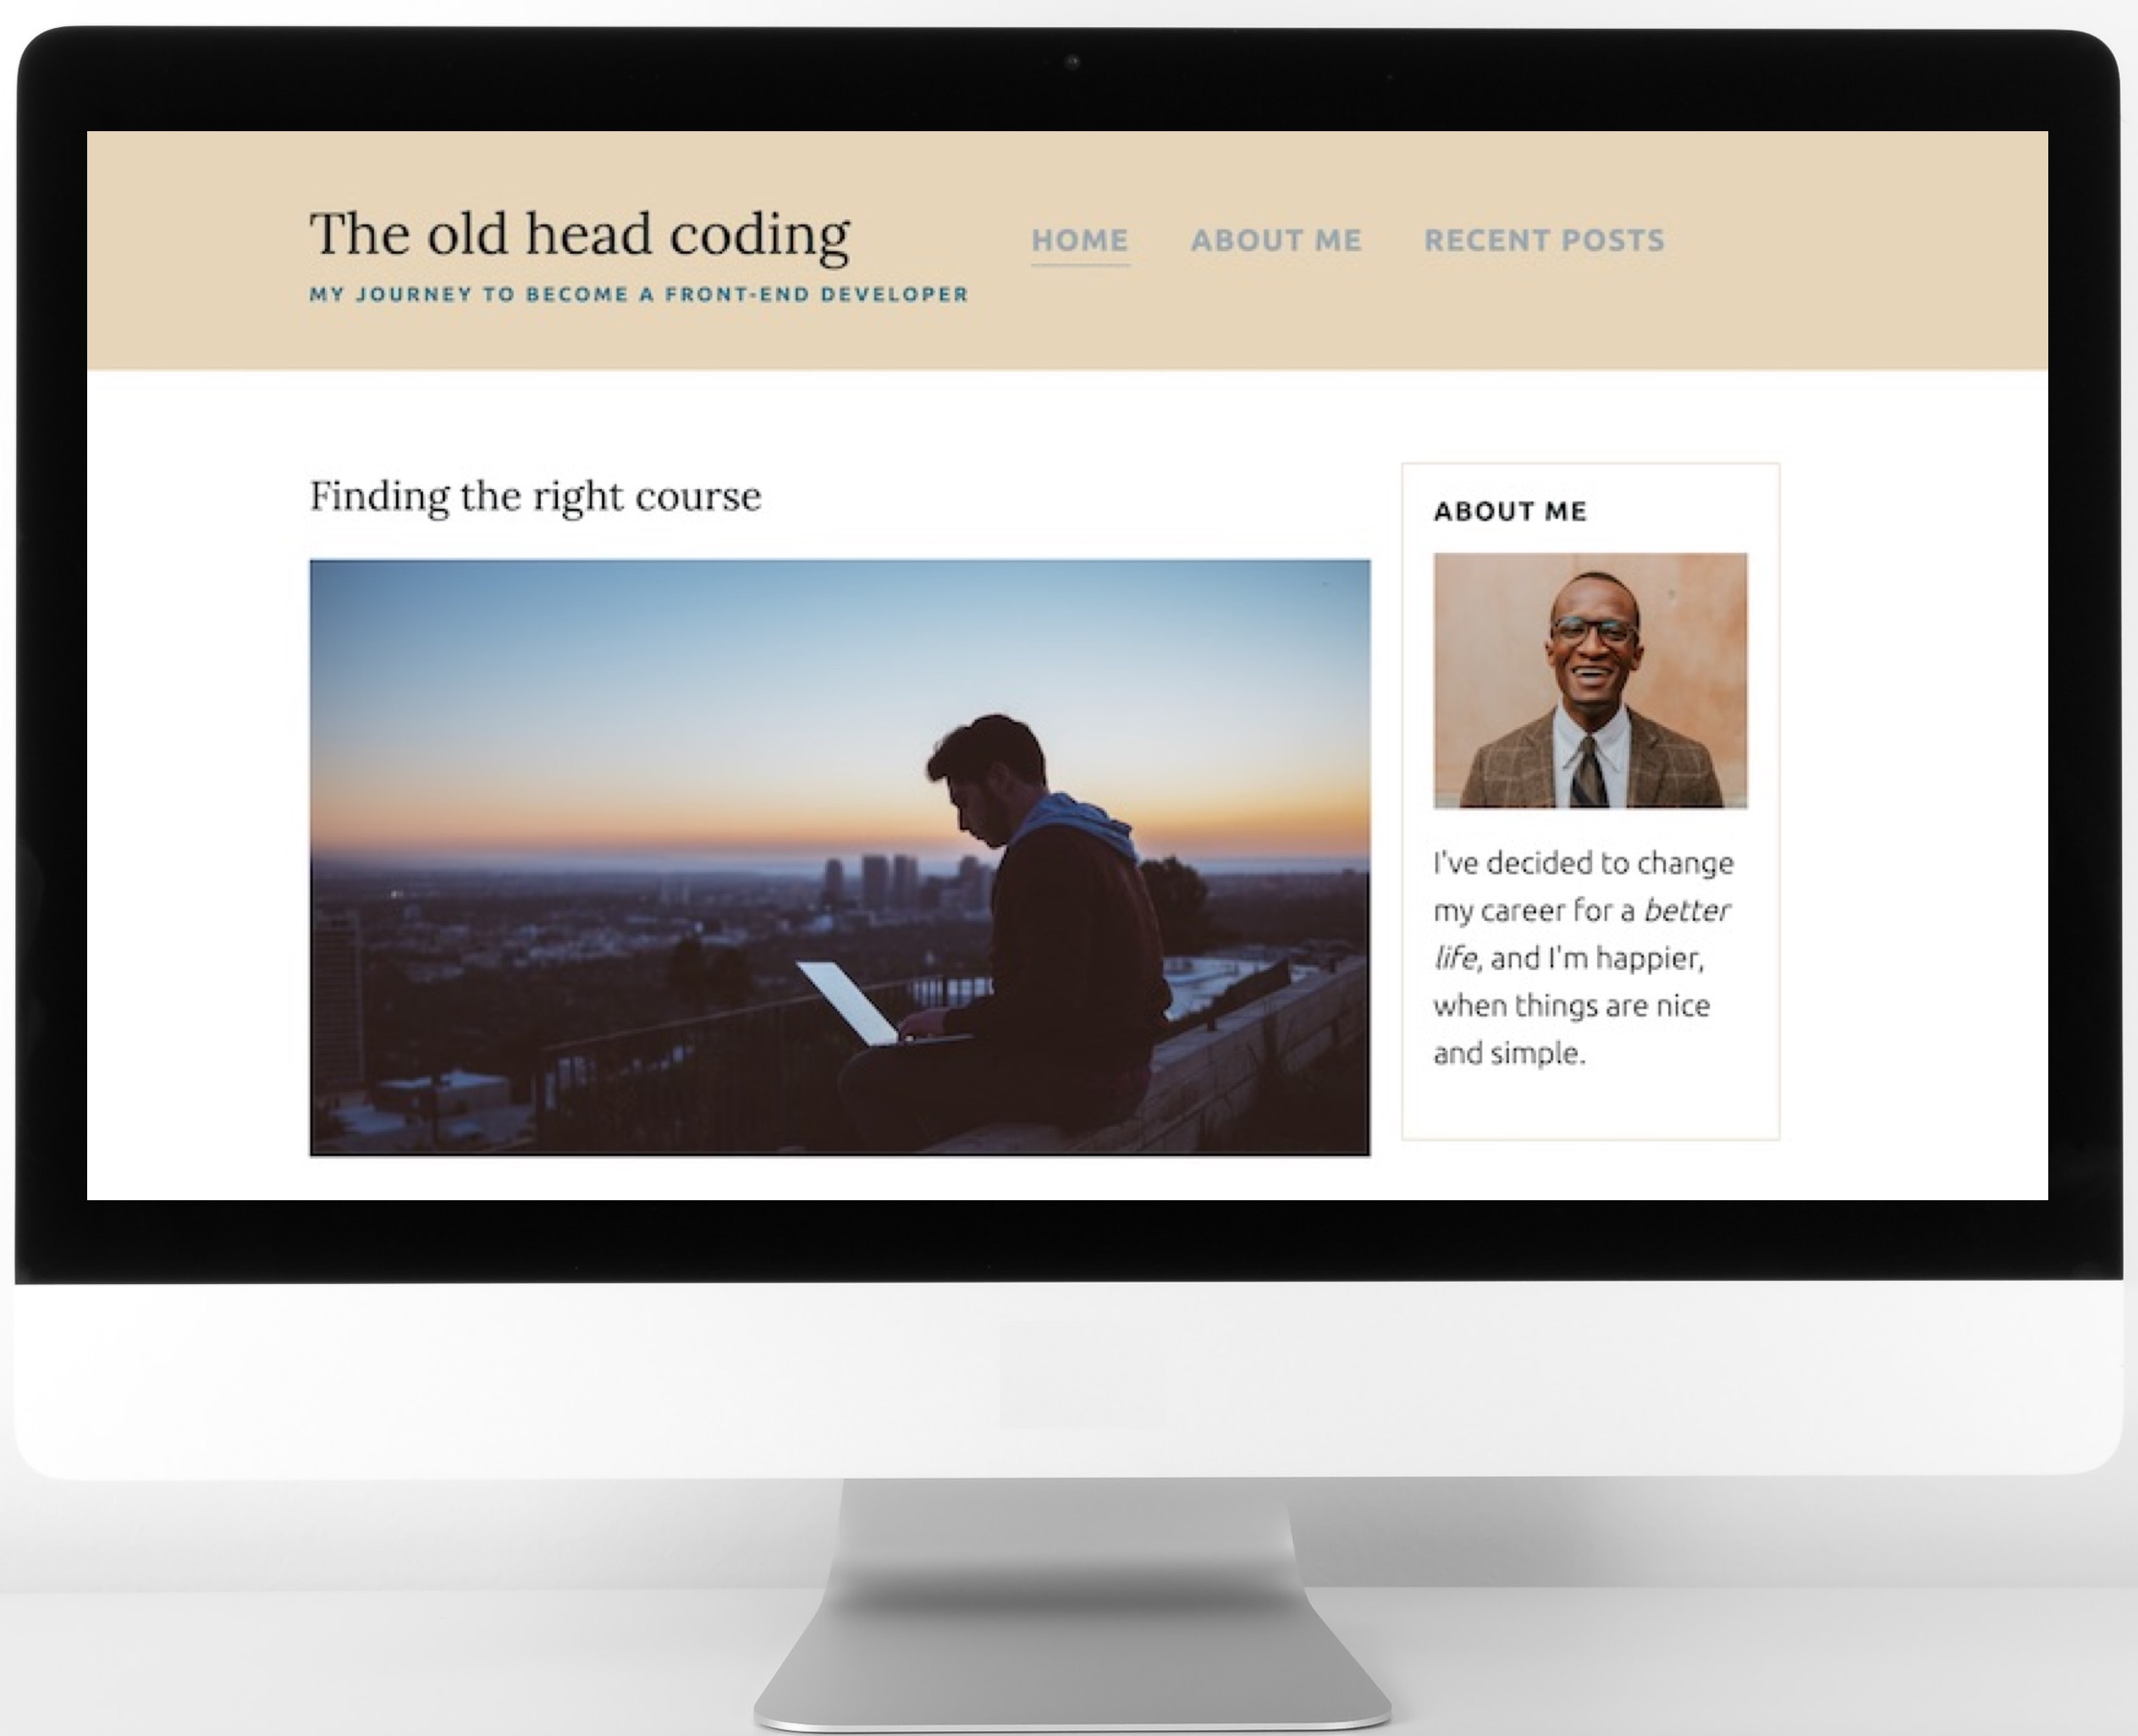 The old head coding
MY JOURNEY TO BECOME A FRONT-END DEVELOPER
HOME ABOUT ME RECENT POSTS
Finding the right course
ABOUT ME
I've decided to change
my career for a better
life, and I'm happier,
when things are nice
and simple.